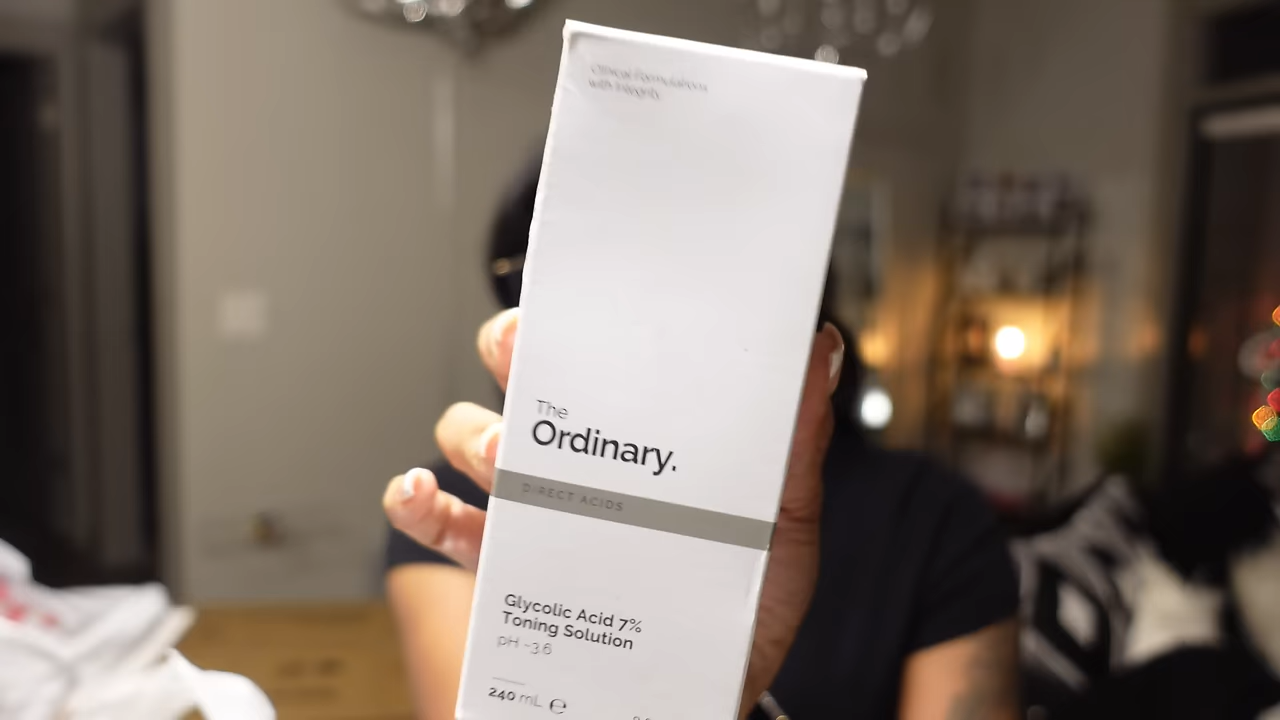 Clinical Formulations
with Integrity.
The
Ordinary.
DIRECT ACIDS
Glycolic Acid 7%
Toning Solution
pH ~3.6
240 mL ℮